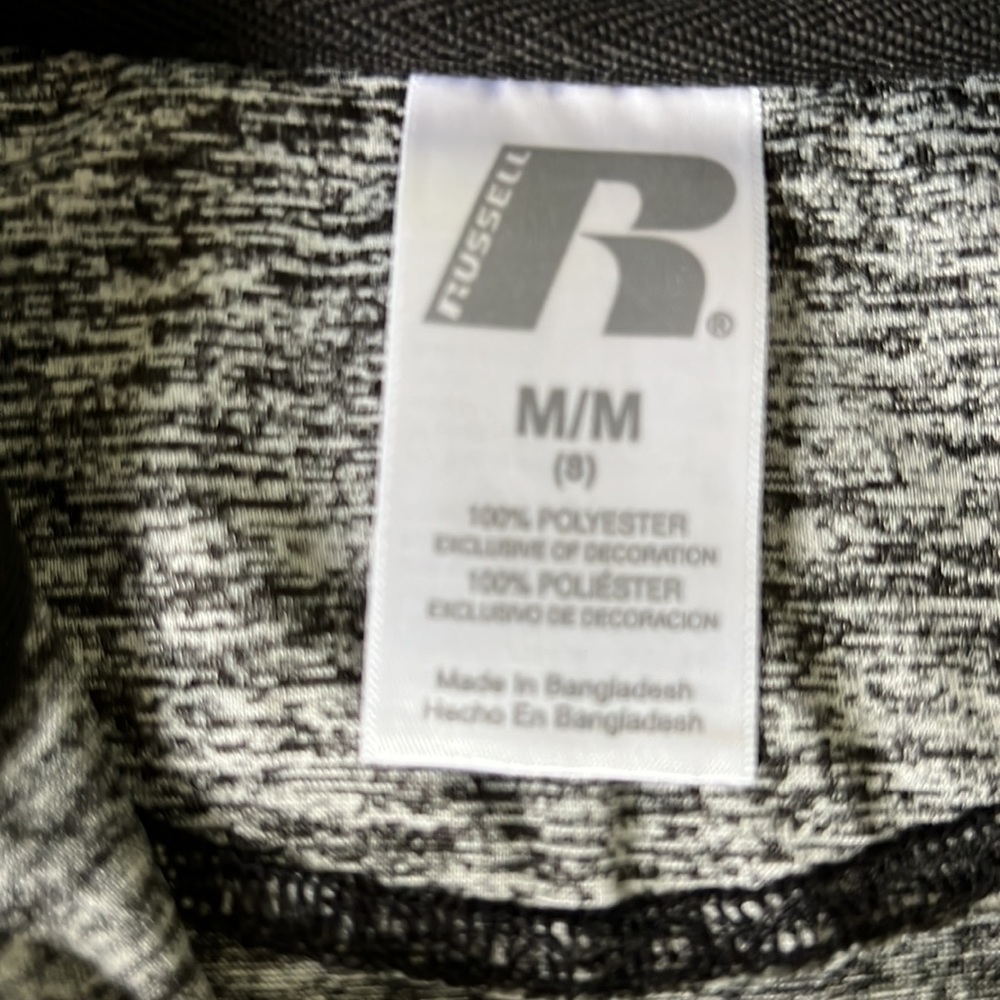 RUSSELL
R®
M/M
(8)
100% POLYESTER
EXCLUSIVE OF DECORATION
100% POLIÉSTER
EXCLUSIVO DE DECORACION
Made In Bangladesh
Hecho En Bangladesh